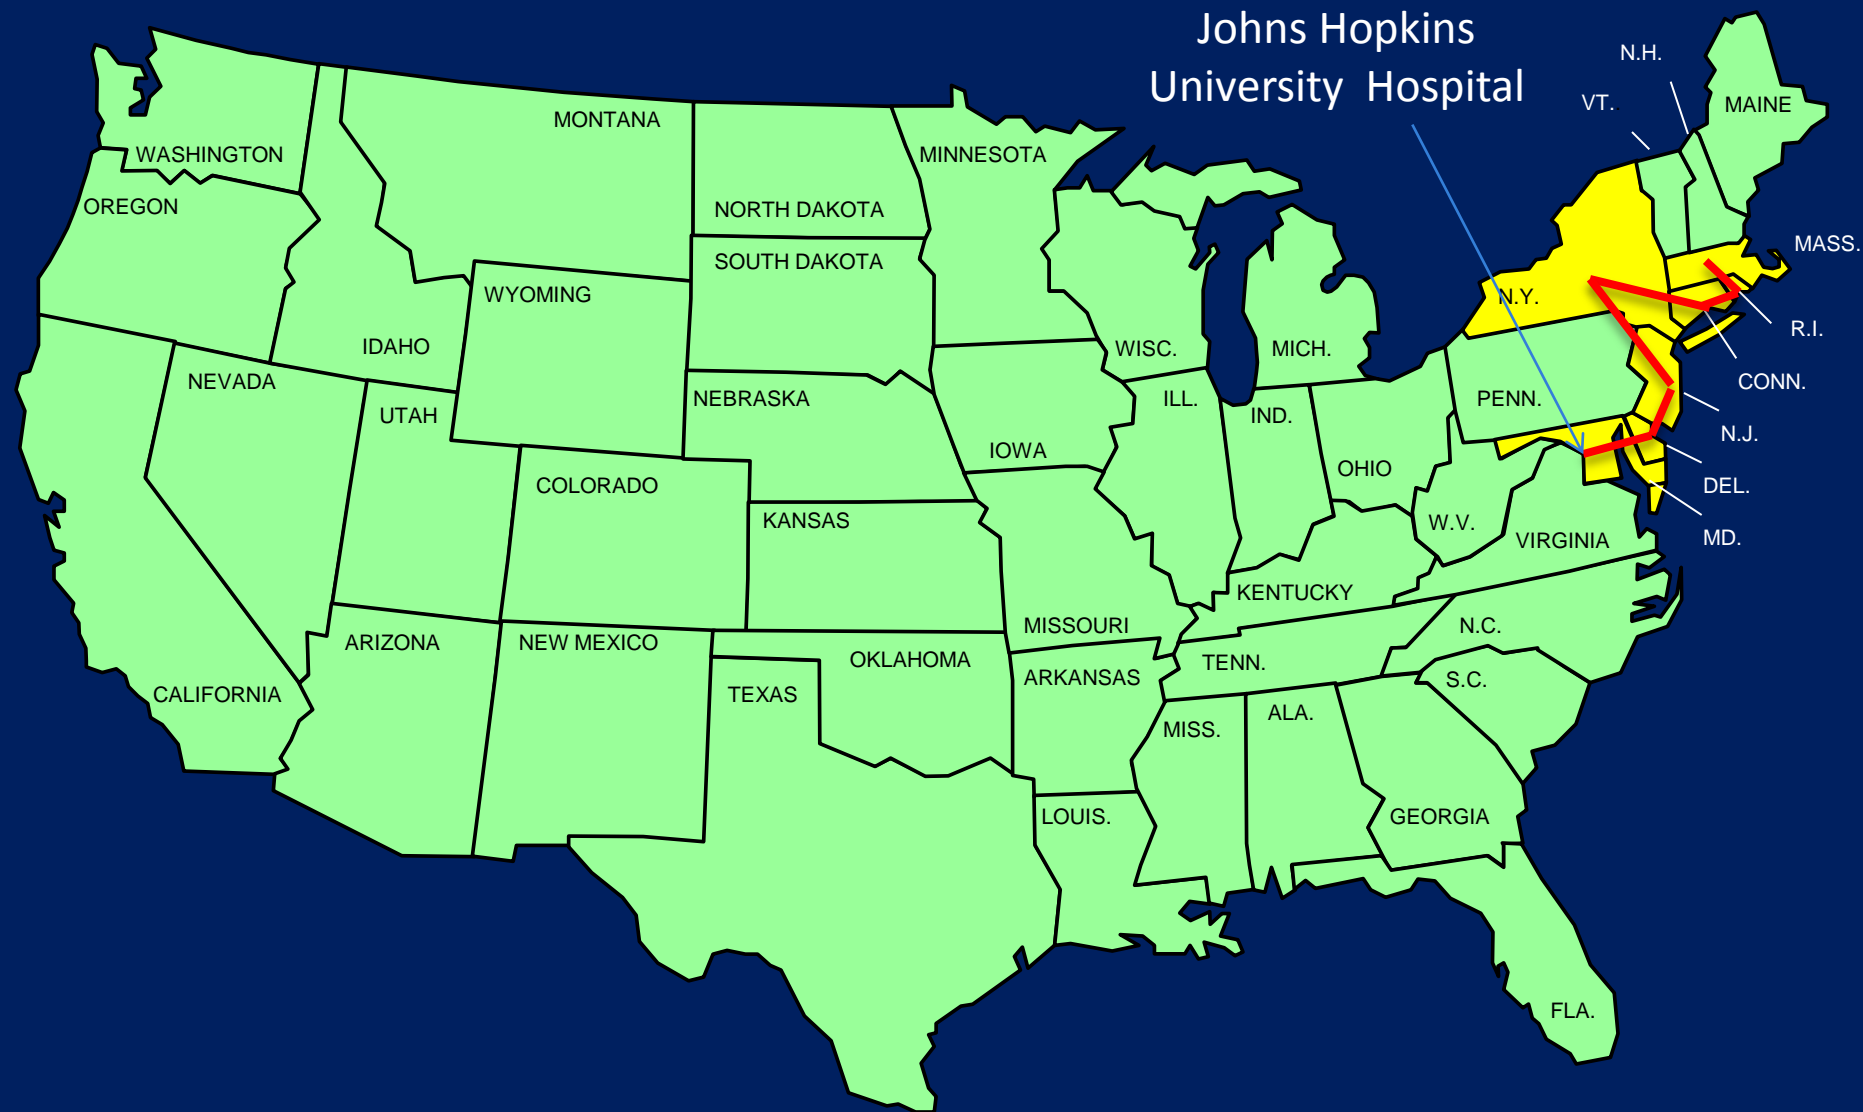 Johns Hopkins
University Hospital
N.H.
VT.
MAINE
MONTANA
WASHINGTON
MINNESOTA
OREGON
NORTH DAKOTA
MASS.
SOUTH DAKOTA
WYOMING
N.Y.
R.I.
IDAHO
WISC.
MICH.
NEVADA
CONN.
UTAH
NEBRASKA
ILL.
IND.
PENN.
N.J.
IOWA
OHIO
COLORADO
DEL.
KANSAS
W.V.
VIRGINIA
MD.
KENTUCKY
MISSOURI
N.C.
ARIZONA
NEW MEXICO
OKLAHOMA
TENN.
ARKANSAS
S.C.
CALIFORNIA
TEXAS
MISS.
ALA.
LOUIS.
GEORGIA
FLA.